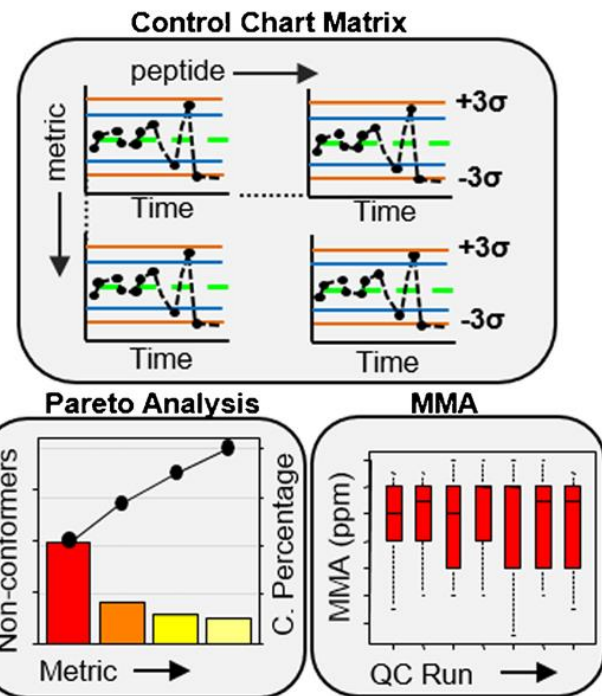 Control Chart Matrix
peptide
metric
+3σ
-3σ
Time
Time
+3σ
-3σ
Time
Time
Pareto Analysis
Non-conformers
C. Percentage
Metric
MMA
MMA (ppm)
QC Run